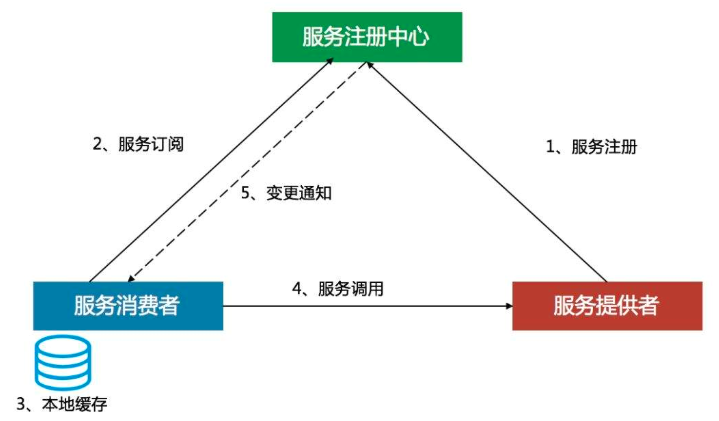 服务注册中心
2、服务订阅
1、服务注册
5、变更通知
4、服务调用
服务消费者
服务提供者
3、本地缓存